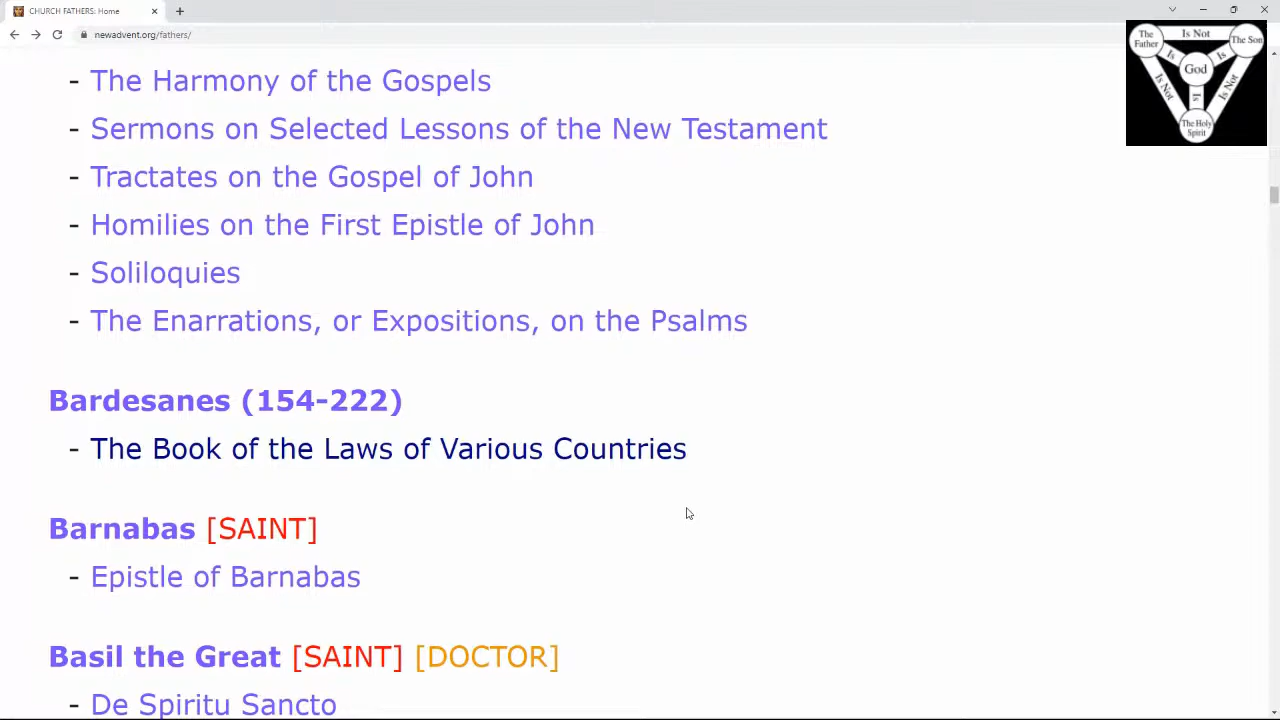 CHURCH FATHERS: Home
newadvent.org/fathers/
- The Harmony of the Gospels
- Sermons on Selected Lessons of the New Testament
- Tractates on the Gospel of John
- Homilies on the First Epistle of John
- Soliloquies
- The Enarrations, or Expositions, on the Psalms
Bardesanes (154-222)
- The Book of the Laws of Various Countries
Barnabas [SAINT]
- Epistle of Barnabas
Basil the Great [SAINT] [DOCTOR]
- De Spiritu Sancto
The Father
Is Not
The Son
Is
Is
God
Is Not
Is
Is Not
The Holy Spirit